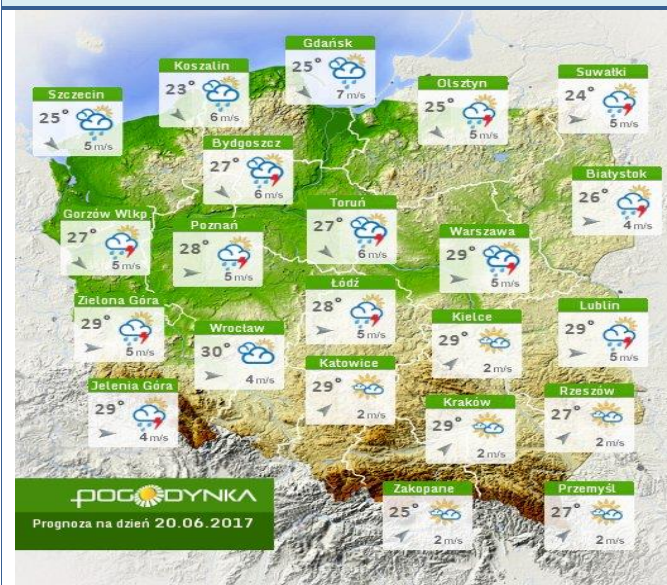 Gdańsk
25° 7 m/s
Koszalin
23° 6 m/s
Suwałki
24° 5 m/s
Olsztyn
25° 5 m/s
Szczecin
25° 5 m/s
Bydgoszcz
27° 6 m/s
Białystok
26° 4 m/s
Toruń
27° 6 m/s
Gorzów Wlkp
27° 5 m/s
Poznań
28° 5 m/s
Warszawa
29° 5 m/s
Łódź
28° 5 m/s
Zielona Góra
29° 5 m/s
Lublin
29° 5 m/s
Kielce
29° 2 m/s
Wrocław
30° 4 m/s
Katowice
29° 2 m/s
Jelenia Góra
29° 4 m/s
Rzeszów
27° 2 m/s
Kraków
29° 2 m/s
Zakopane
25° 2 m/s
Przemyśl
27° 2 m/s
POGODYNKA
Prognoza na dzień 20.06.2017